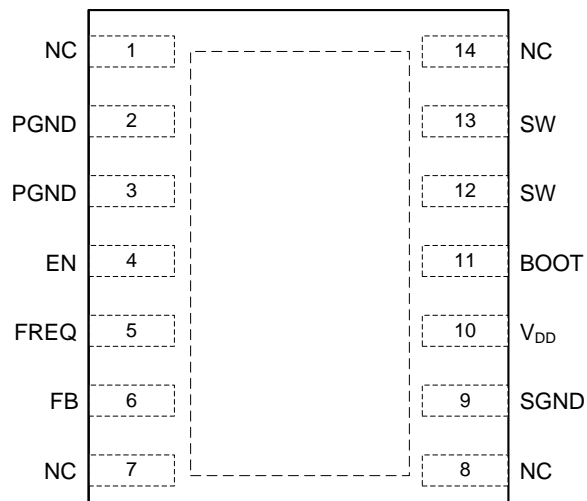 NC 1 14 NC
PGND 2 13 SW
PGND 3 12 SW
EN 4 11 BOOT
FREQ 5 10 VDD
FB 6 9 SGND
NC 7 8 NC